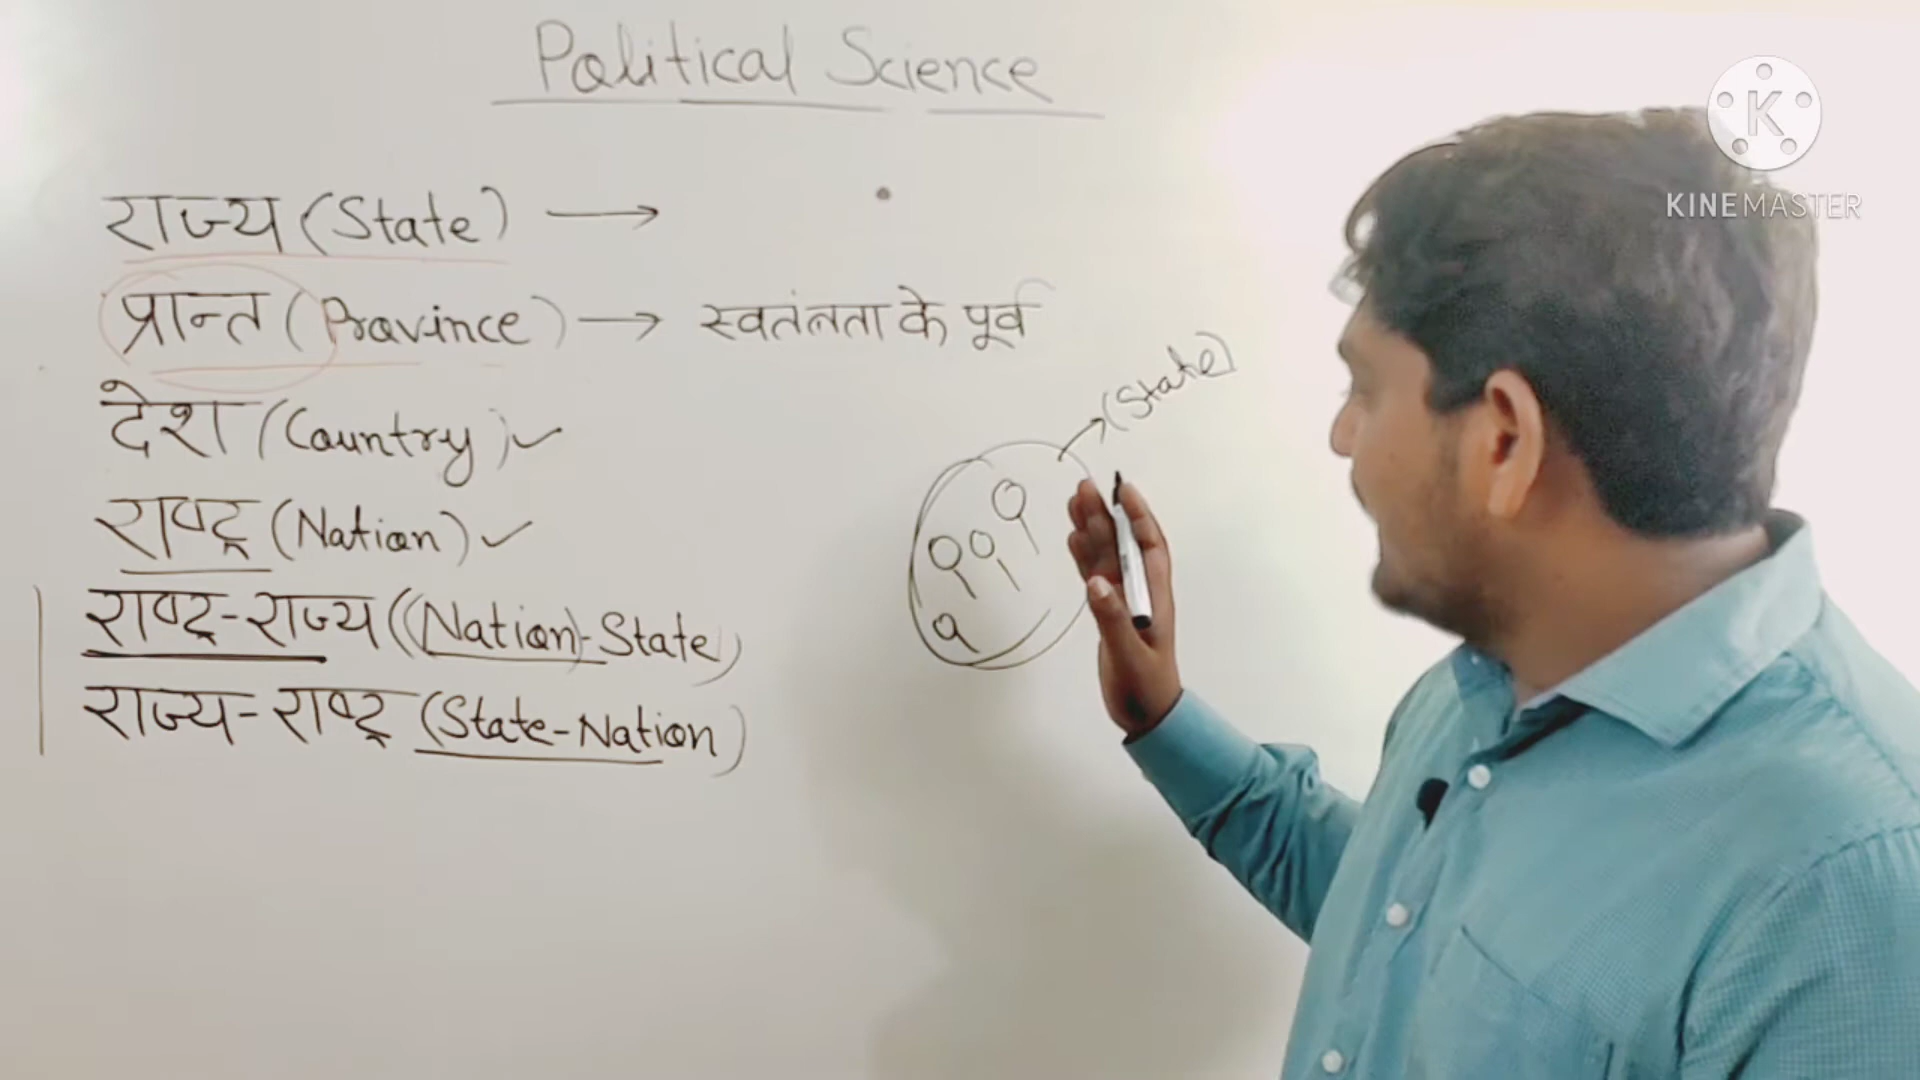 Political Science
राज्य (State) →
प्रान्त (Province) → स्वतंत्रता के पूर्व
देश (Country) ✓
राष्ट्र (Nation) ✓
राष्ट्र-राज्य ((Nation)-State)
राज्य-राष्ट्र (State-Nation)
(State)
K
KINEMASTER